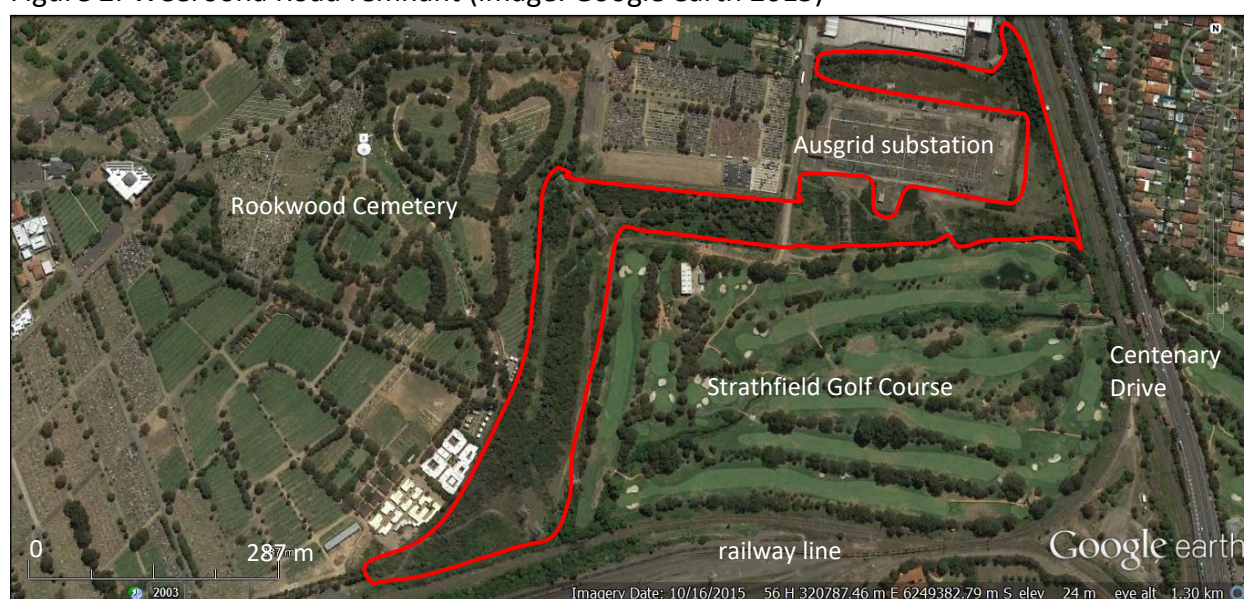 Figure 2: Weeroona Road remnant (image: Google earth 2015)
N
Ausgrid substation
Rookwood Cemetery
Centenary
Drive
Strathfield Golf Course
0
287 m
railway line
Google earth
2003
Imagery Date: 10/16/2015 56 H 320787.46 m E 6249382.79 m S elev 24 m eye alt 1.30 km